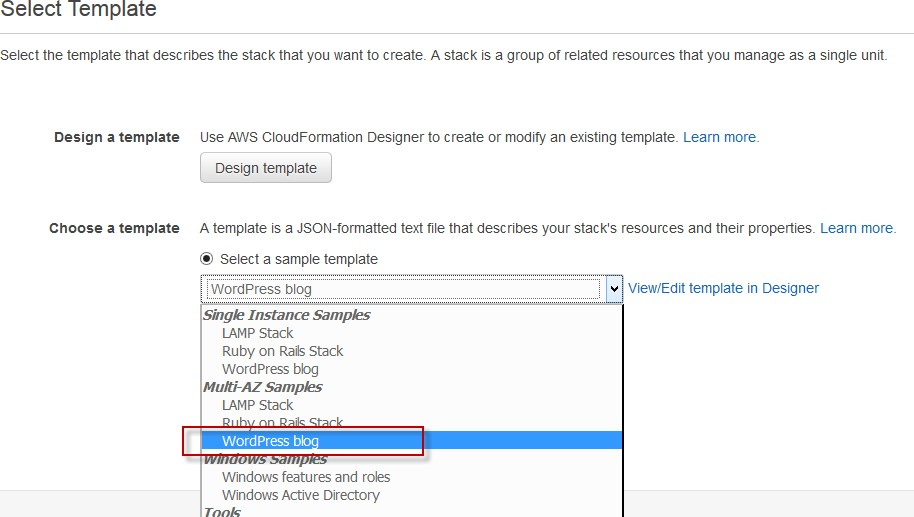 Select Template
Select the template that describes the stack that you want to create. A stack is a group of related resources that you manage as a single unit.
Design a template Use AWS CloudFormation Designer to create or modify an existing template. Learn more.
Design template
Choose a template A template is a JSON-formatted text file that describes your stack's resources and their properties. Learn more.
Select a sample template
WordPress blog View/Edit template in Designer
Single Instance Samples
LAMP Stack
Ruby on Rails Stack
WordPress blog
Multi-AZ Samples
LAMP Stack
Ruby on Rails Stack
WordPress blog
Windows Samples
Windows features and roles
Windows Active Directory
Tools